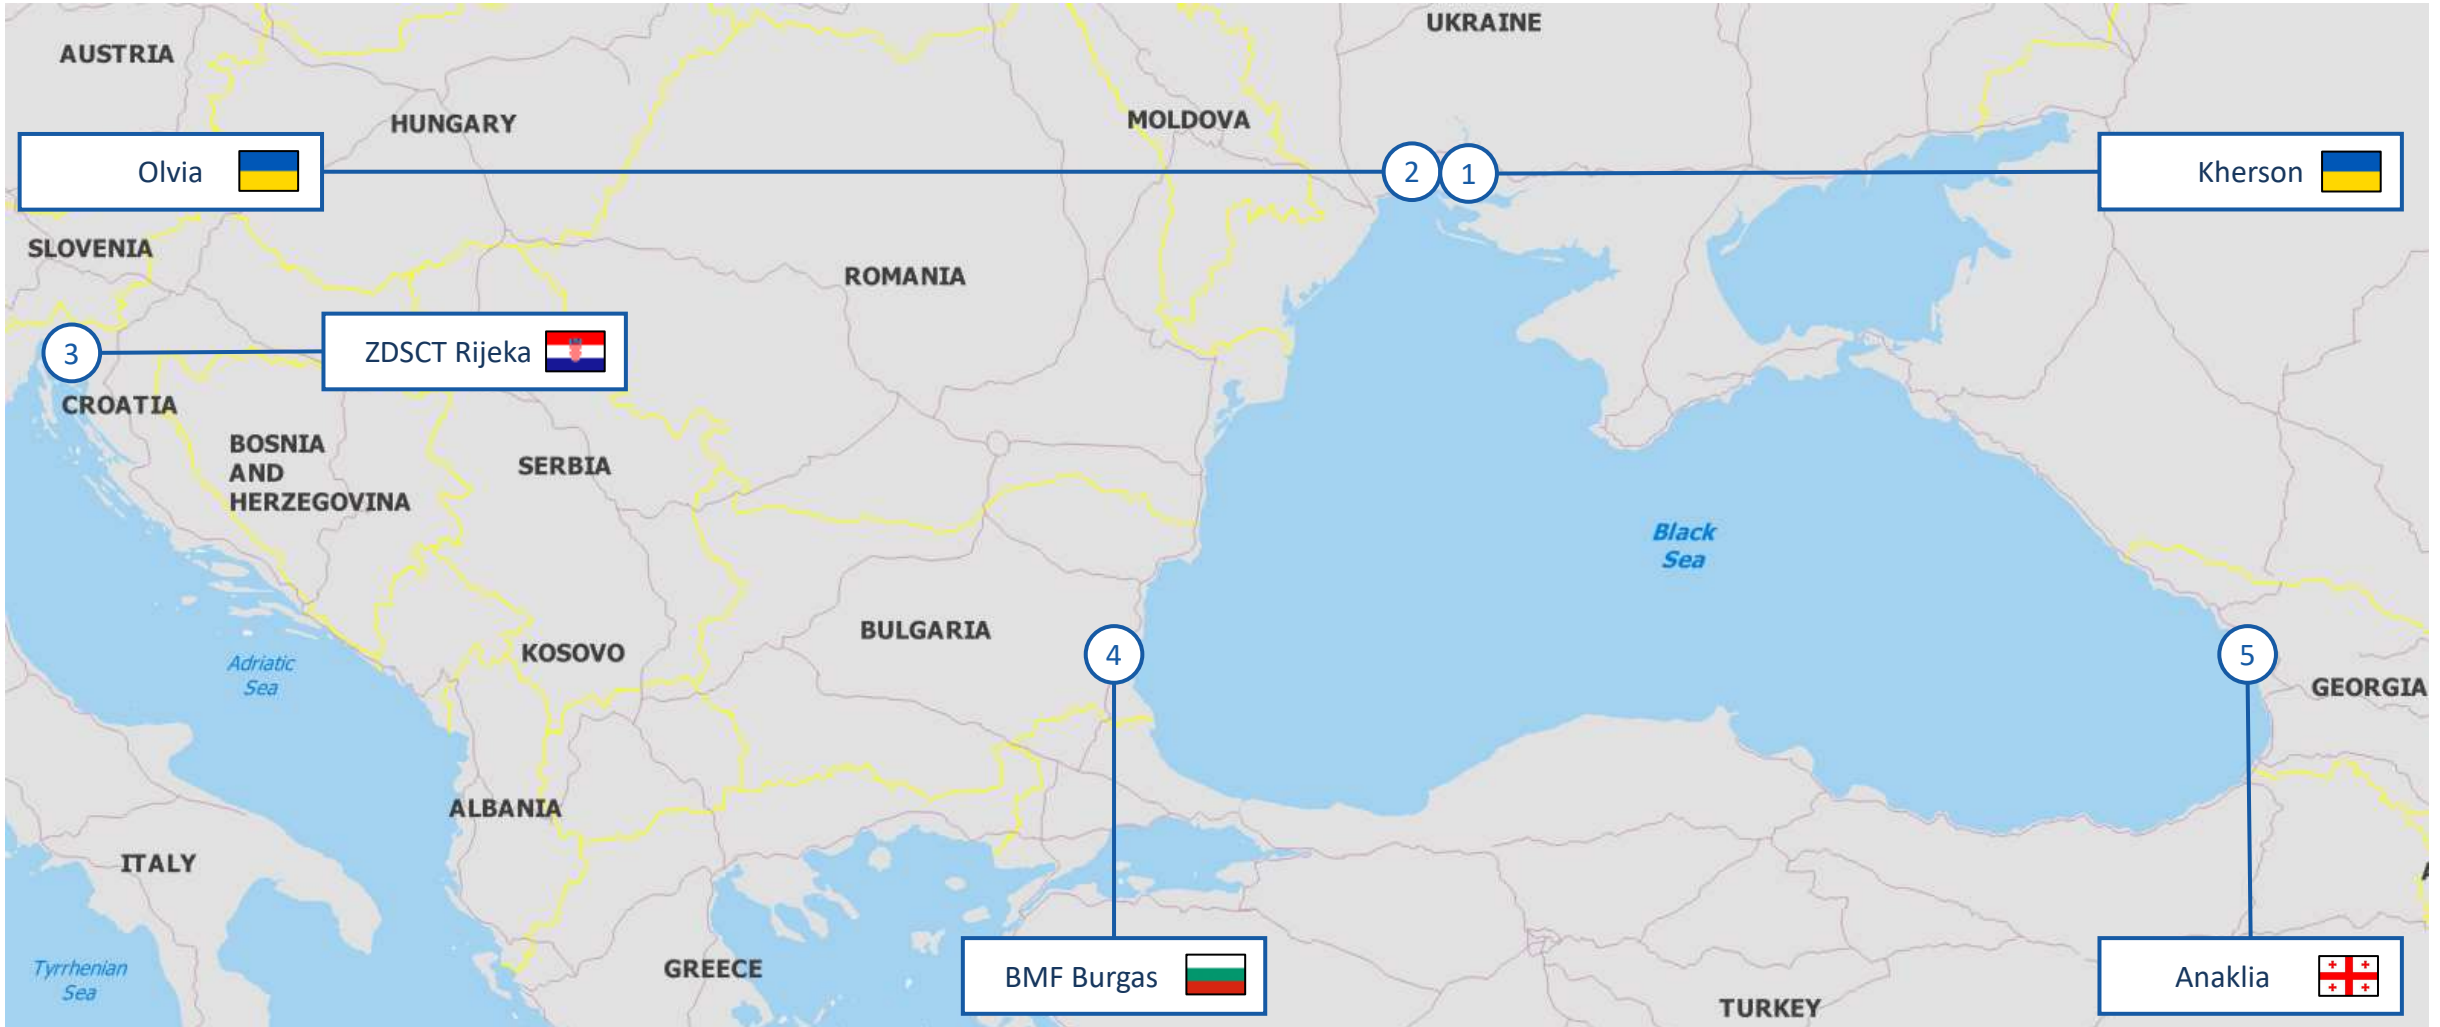 UKRAINE
AUSTRIA
HUNGARY
MOLDOVA
Olvia
2
1
Kherson
SLOVENIA
ROMANIA
3
ZDSCT Rijeka
CROATIA
BOSNIA
AND
HERZEGOVINA
SERBIA
Black
Sea
BULGARIA
KOSOVO
4
5
Adriatic
Sea
GEORGIA
ALBANIA
ITALY
Tyrrhenian
Sea
GREECE
BMF Burgas
Anaklia
TURKEY